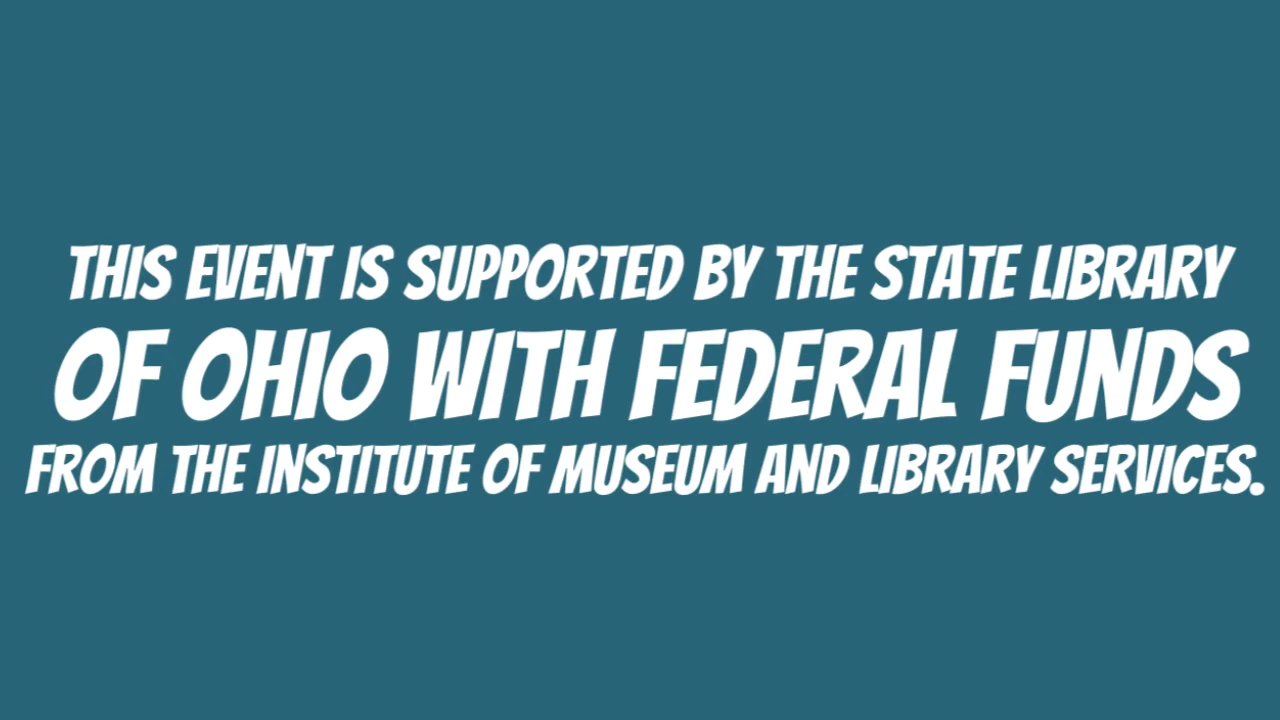 THIS EVENT IS SUPPORTED BY THE STATE LIBRARY
OF OHIO WITH FEDERAL FUNDS
FROM THE INSTITUTE OF MUSEUM AND LIBRARY SERVICES.